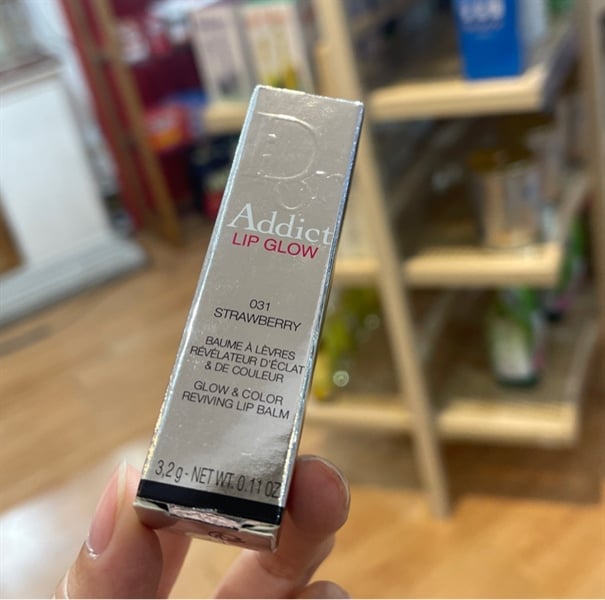 Dior
Addict
LIP GLOW
031
STRAWBERRY
BAUME À LÈVRES
RÉVÉLATEUR D'ÉCLAT
& DE COULEUR
GLOW & COLOR
REVIVING LIP BALM
3,2 g - NET WT. 0.11 OZ